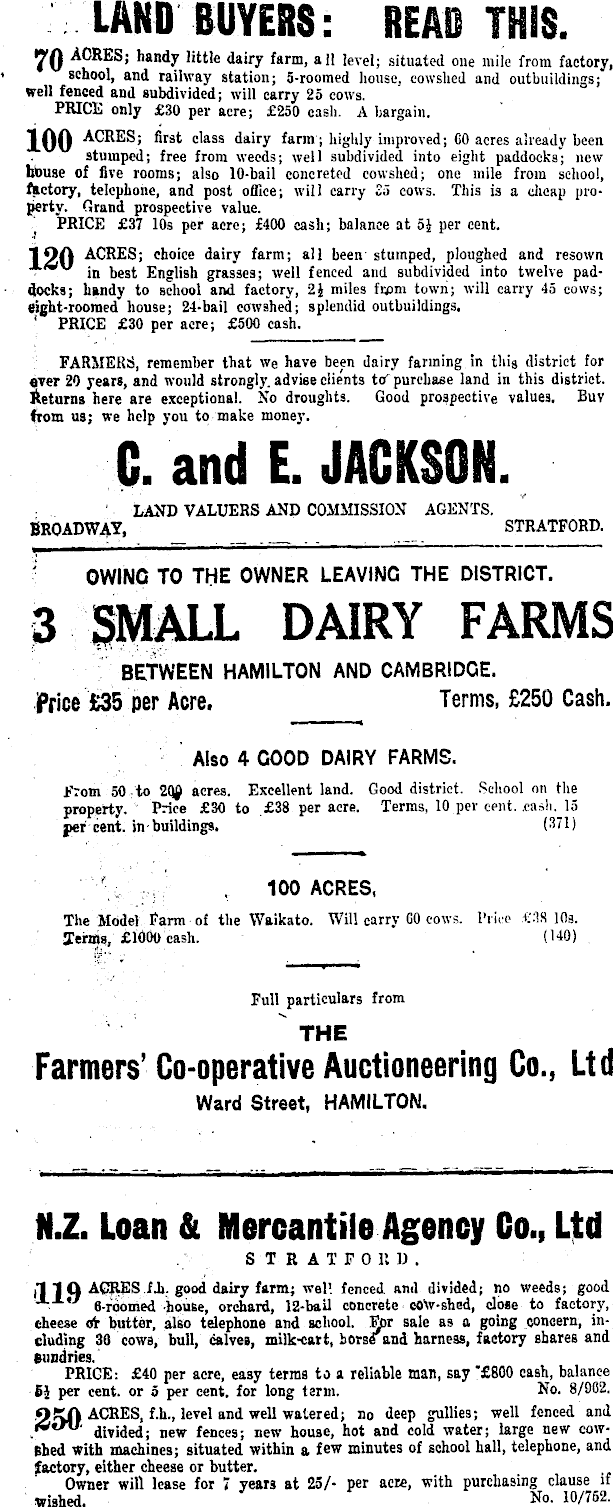 LAND BUYERS: READ THIS.
70 ACRES; handy little dairy farm, all level; situated one mile from factory,
school, and railway station; 5-roomed house, cowshed and outbuildings;
well fenced and subdivided; will carry 25 cows.
PRICE only £30 per acre; £250 cash. A bargain.
100 ACRES; first class dairy farm; highly improved; 60 acres already been
stumped; free from weeds; well subdivided into eight paddocks; new
house of five rooms; also 10-bail concreted cowshed; one mile from school,
factory, telephone, and post office; will carry 35 cows. This is a cheap pro-
perty. Grand prospective value.
PRICE £37 10s per acre; £400 cash; balance at 5½ per cent.
120 ACRES; choice dairy farm; all been stumped, ploughed and resown
in best English grasses; well fenced and subdivided into twelve pad-
docks; handy to school and factory, 2½ miles from town; will carry 45 cows;
eight-roomed house; 24-bail cowshed; splendid outbuildings.
PRICE £30 per acre; £500 cash.
FARMERS, remember that we have been dairy farming in this district for
over 20 years, and would strongly advise clients to purchase land in this district.
Returns here are exceptional. No droughts. Good prospective values. Buy
from us; we help you to make money.
C. and E. JACKSON.
LAND VALUERS AND COMMISSION AGENTS.
BROADWAY, STRATFORD.
OWING TO THE OWNER LEAVING THE DISTRICT.
3 SMALL DAIRY FARMS
BETWEEN HAMILTON AND CAMBRIDGE.
Price £35 per Acre. Terms, £250 Cash.
Also 4 GOOD DAIRY FARMS.
From 50 to 200 acres. Excellent land. Good district. School on the
property. Price £30 to £38 per acre. Terms, 10 per cent. cash. 15
per cent. in buildings. (371)
100 ACRES,
The Model Farm of the Waikato. Will carry 60 cows. Price £38 10s.
Terms, £1000 cash. (140)
Full particulars from
THE
Farmers' Co-operative Auctioneering Co., Ltd
Ward Street, HAMILTON.
N.Z. Loan & Mercantile Agency Co., Ltd
STRATFORD.
119 ACRES f.h. good dairy farm; well fenced and divided; no weeds; good
6-roomed house, orchard, 12-bail concrete cow-shed, close to factory,
cheese or butter, also telephone and school. For sale as a going concern, in-
cluding 36 cows, bull, calves, milk-cart, horse and harness, factory shares and
sundries.
PRICE: £40 per acre, easy terms to a reliable man, say £800 cash, balance
5½ per cent. or 5 per cent. for long term. No. 8/962.
250 ACRES, f.h., level and well watered; no deep gullies; well fenced and
divided; new fences; new house, hot and cold water; large new cow-
shed with machines; situated within a few minutes of school hall, telephone, and
factory, either cheese or butter.
Owner will lease for 7 years at 25/- per acre, with purchasing clause if
wished. No. 10/752.